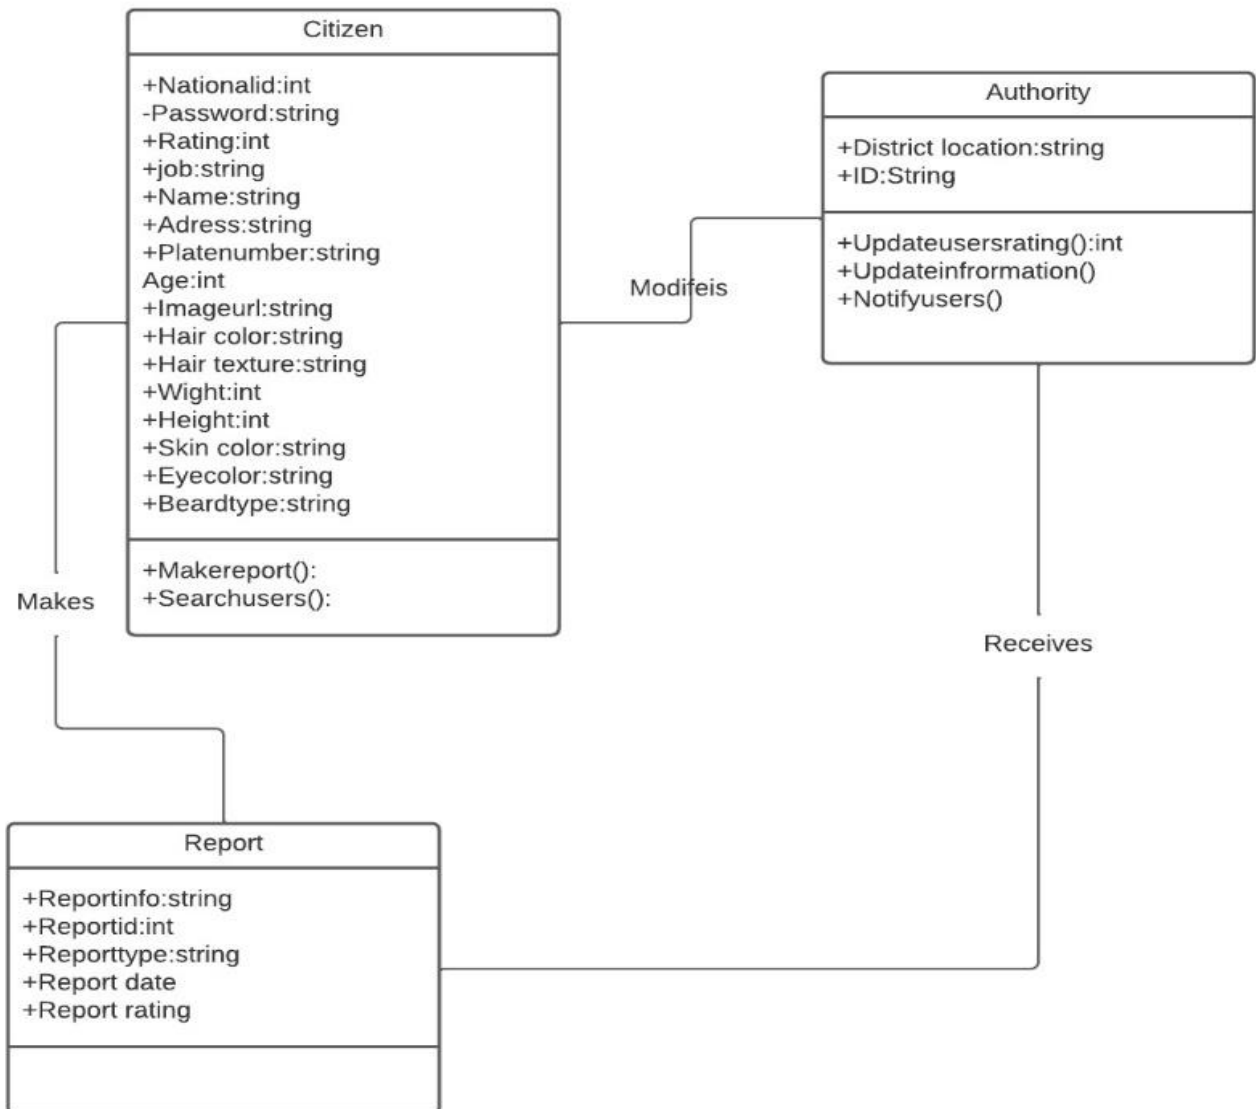 Citizen
+Nationalid:int
-Password:string
+Rating:int
+job:string
+Name:string
+Adress:string
+Platenumber:string
Age:int
+Imageurl:string
+Hair color:string
+Hair texture:string
+Wight:int
+Height:int
+Skin color:string
+Eyecolor:string
+Beardtype:string
+Makereport():
+Searchusers():
Authority
+District location:string
+ID:String
+Updateusersrating():int
+Updateinfrormation()
+Notifyusers()
Modifeis
Makes
Receives
Report
+Reportinfo:string
+Reportid:int
+Reporttype:string
+Report date
+Report rating